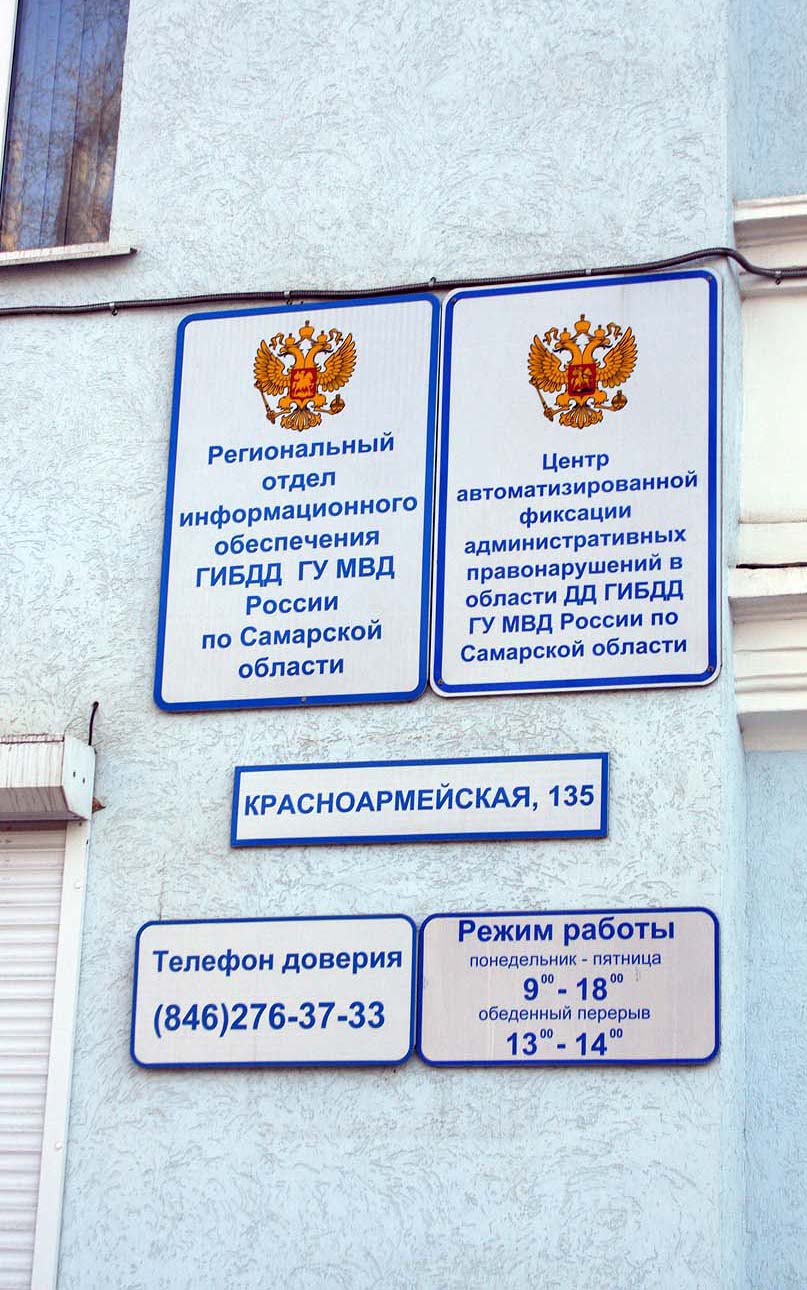 Региональный
отдел
информационного
обеспечения
ГИБДД ГУ МВД
России
по Самарской
области
Центр
автоматизированной
фиксации
административных
правонарушений в
области ДД ГИБДД
ГУ МВД России по
Самарской области
КРАСНОАРМЕЙСКАЯ, 135
Телефон доверия
(846)276-37-33
Режим работы
понедельник - пятница
9⁰⁰ - 18⁰⁰
обеденный перерыв
13⁰⁰ - 14⁰⁰